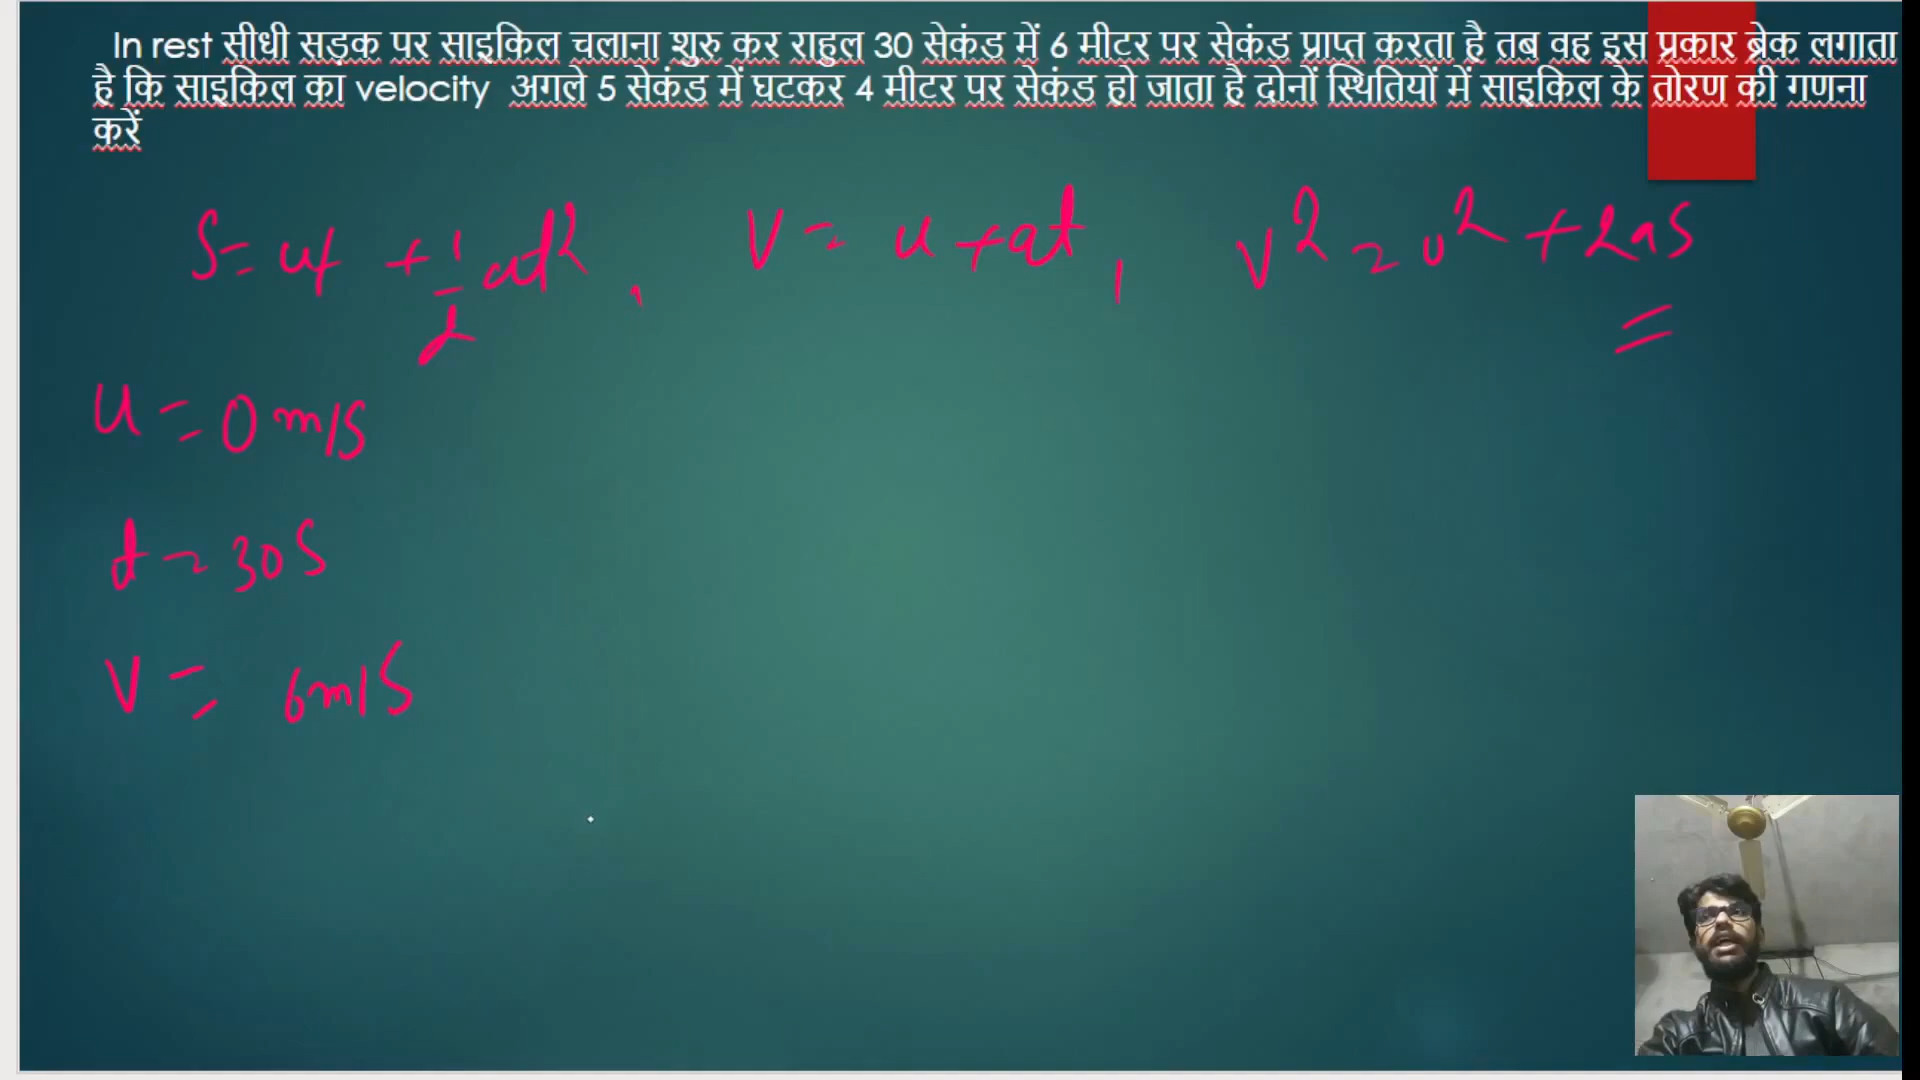 In rest सीधी सड़क पर साइकिल चलाना शुरु कर राहुल 30 सेकंड में 6 मीटर पर सेकंड प्राप्त करता है तब वह इस प्रकार ब्रेक लगाता
है कि साइकिल का velocity अगले 5 सेकंड में घटकर 4 मीटर पर सेकंड हो जाता है दोनों स्थितियों में साइकिल के तोरण की गणना
करें
S = ut + 1/2 at², V = u + at, V² = u² + 2as
u = 0 m/s
t = 30 S
V = 6 m/s